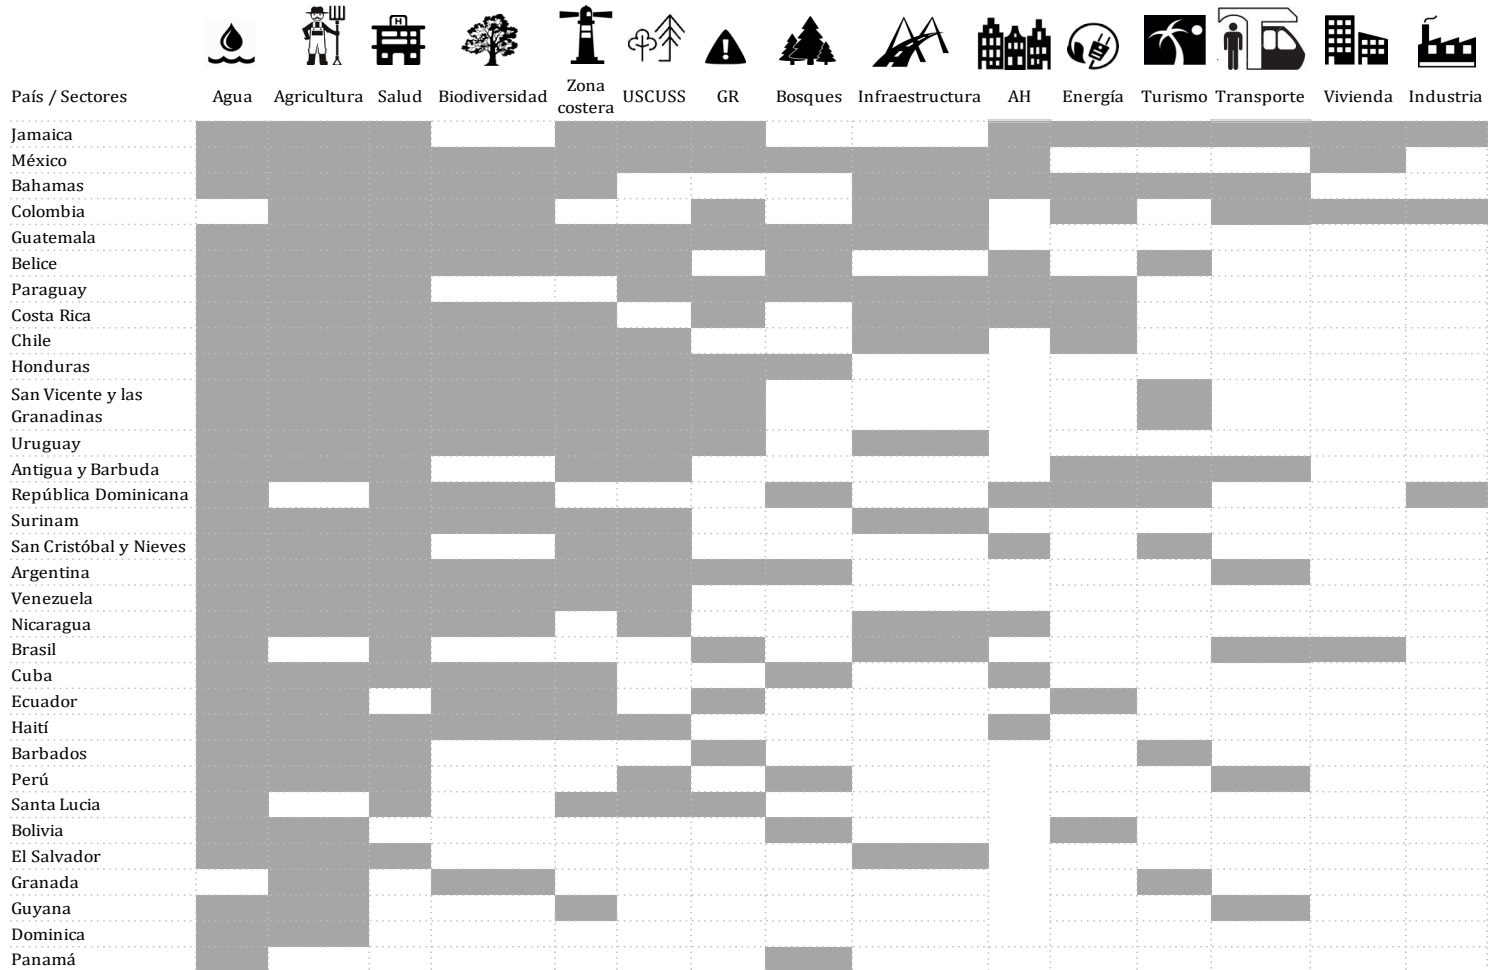 H
País / Sectores Agua Agricultura Salud Biodiversidad Zona costera USCUSS GR Bosques Infraestructura AH Energía Turismo Transporte Vivienda Industria
Jamaica
México
Bahamas
Colombia
Guatemala
Belice
Paraguay
Costa Rica
Chile
Honduras
San Vicente y las
Granadinas
Uruguay
Antigua y Barbuda
República Dominicana
Surinam
San Cristóbal y Nieves
Argentina
Venezuela
Nicaragua
Brasil
Cuba
Ecuador
Haití
Barbados
Perú
Santa Lucia
Bolivia
El Salvador
Granada
Guyana
Dominica
Panamá